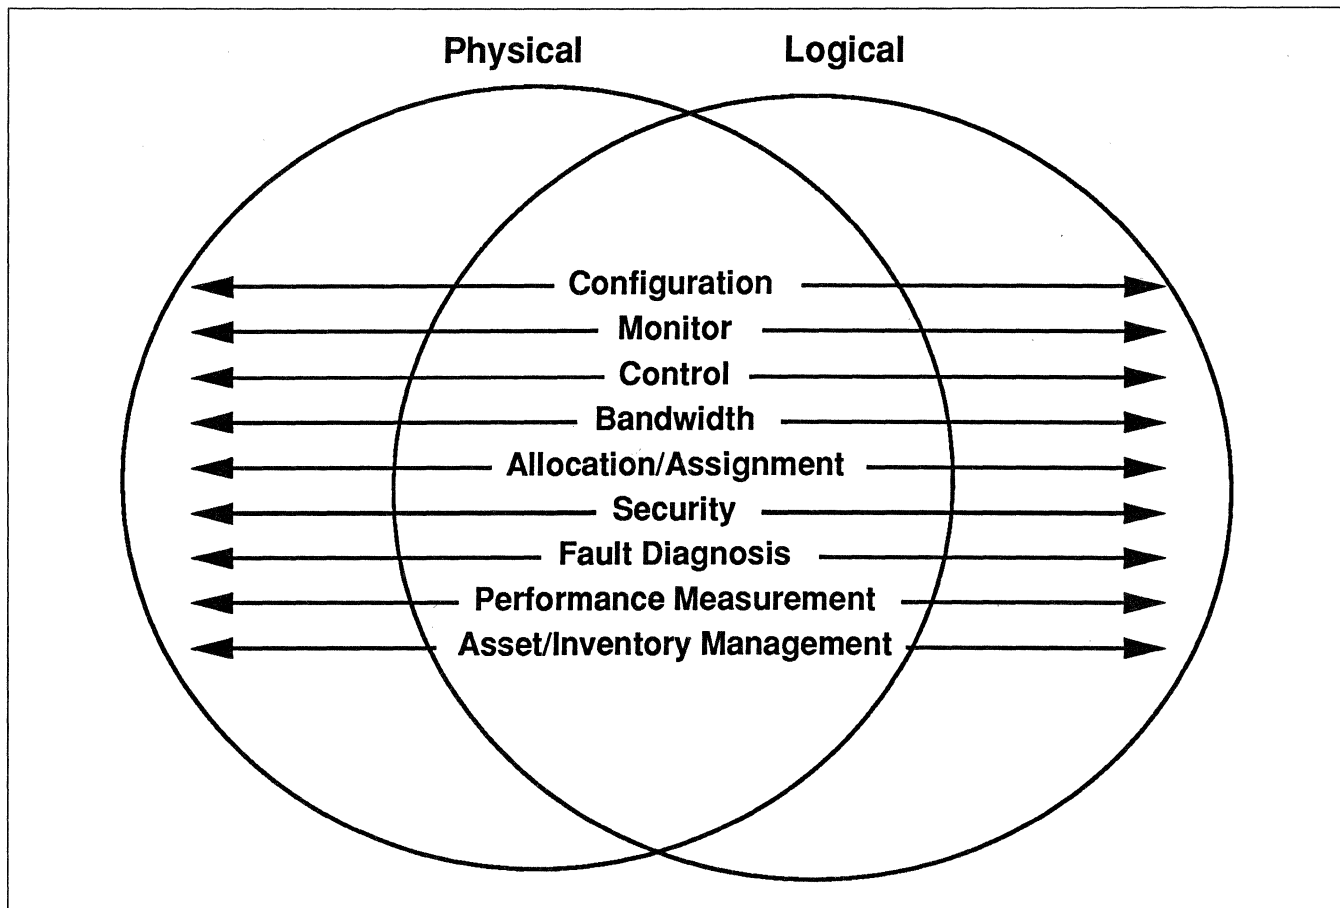 Physical Logical
Configuration
Monitor
Control
Bandwidth
Allocation/Assignment
Security
Fault Diagnosis
Performance Measurement
Asset/Inventory Management